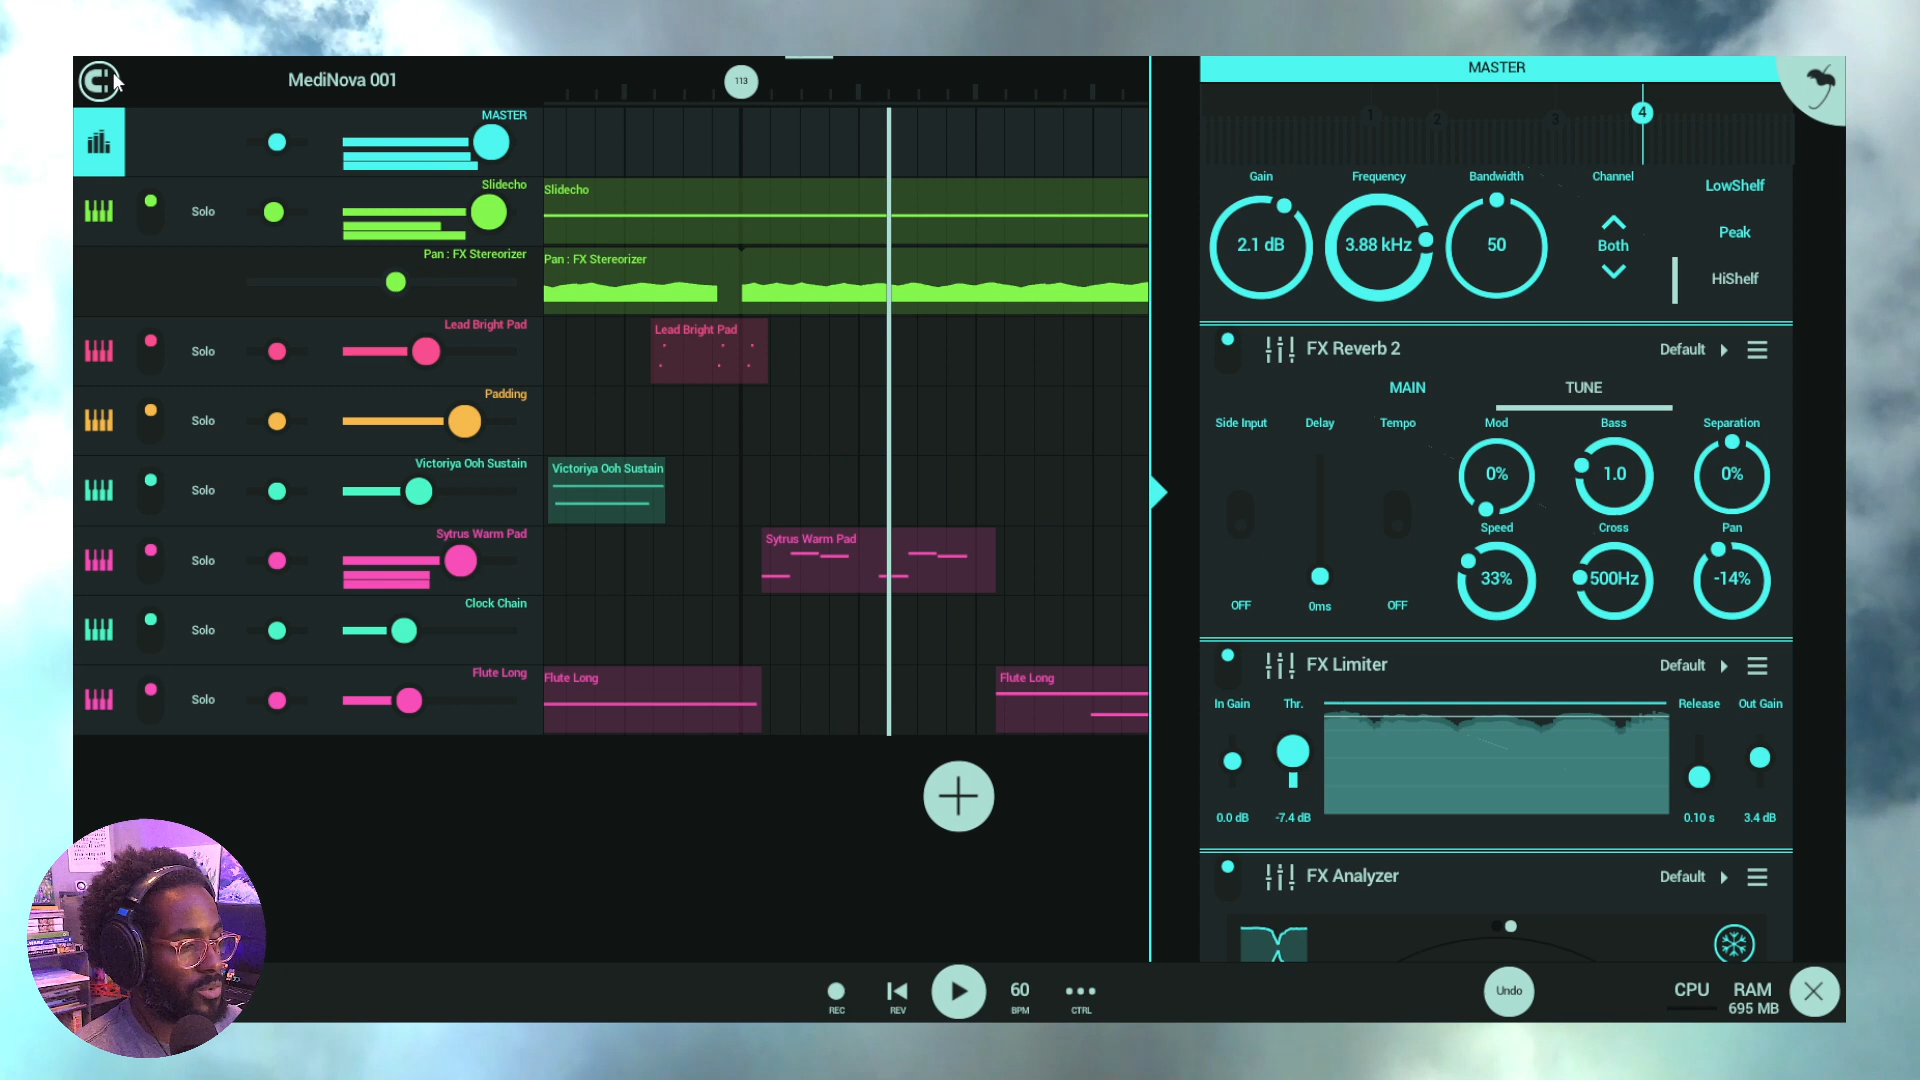 MediNova 001
113
MASTER
Slidecho
Solo
Pan : FX Stereorizer
Lead Bright Pad
Solo
Padding
Solo
Victoriya Ooh Sustain
Solo
Sytrus Warm Pad
Solo
Clock Chain
Solo
Flute Long
Solo
Slidecho
Pan : FX Stereorizer
Lead Bright Pad
Victoriya Ooh Sustain
Sytrus Warm Pad
Flute Long
Flute Long
MASTER
1 2 3 4
Gain Frequency Bandwidth Channel
2.1 dB 3.88 kHz 50 Both
LowShelf
Peak
HiShelf
FX Reverb 2 Default
MAIN TUNE
Side Input Delay Tempo Mod Bass Separation
0% 1.0 0%
Speed Cross Pan
33% 500Hz -14%
OFF 0ms OFF
FX Limiter Default
In Gain Thr. Release Out Gain
0.0 dB -7.4 dB 0.10 s 3.4 dB
FX Analyzer Default
REC REV 60 BPM CTRL
Undo
CPU RAM
695 MB